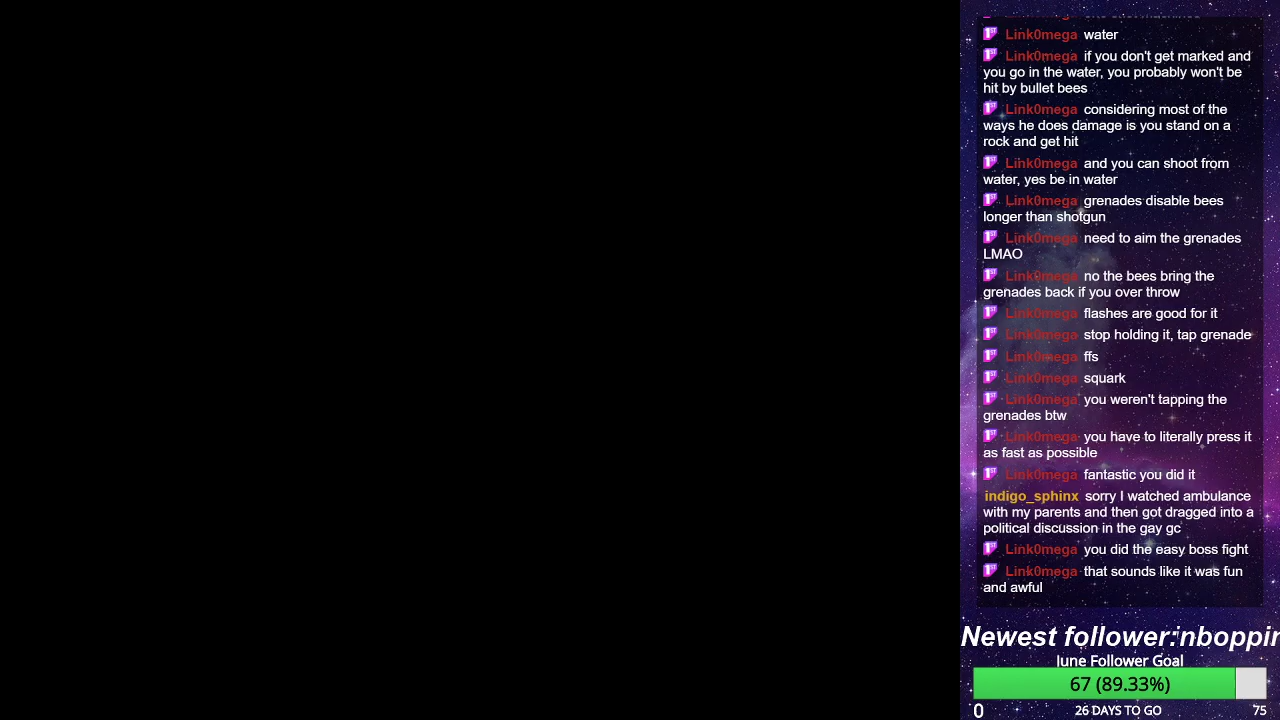 Link0mega water
Link0mega if you don't get marked and
you go in the water, you probably won't be
hit by bullet bees
Link0mega considering most of the
ways he does damage is you stand on a
rock and get hit
Link0mega and you can shoot from
water, yes be in water
Link0mega grenades disable bees
longer than shotgun
Link0mega need to aim the grenades
LMAO
Link0mega no the bees bring the
grenades back if you over throw
Link0mega flashes are good for it
Link0mega stop holding it, tap grenade
Link0mega ffs
Link0mega squark
Link0mega you weren't tapping the
grenades btw
Link0mega you have to literally press it
as fast as possible
Link0mega fantastic you did it
indigo_sphinx sorry I watched ambulance
with my parents and then got dragged into a
political discussion in the gay gc
Link0mega you did the easy boss fight
Link0mega that sounds like it was fun
and awful
Newest follower:nboppin
June Follower Goal
67 (89.33%)
0 26 DAYS TO GO 75